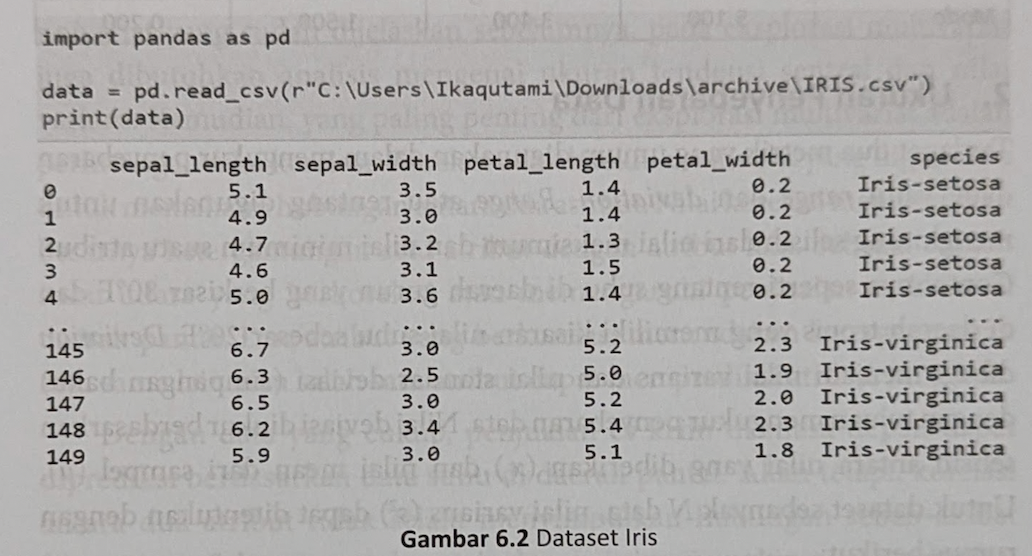 import pandas as pd
data = pd.read_csv(r"C:\Users\Ikaqutami\Downloads\archive\IRIS.csv")
print(data)
sepal_length sepal_width petal_length petal_width species
0 5.1 3.5 1.4 0.2 Iris-setosa
1 4.9 3.0 1.4 0.2 Iris-setosa
2 4.7 3.2 1.3 0.2 Iris-setosa
3 4.6 3.1 1.5 0.2 Iris-setosa
4 5.0 3.6 1.4 0.2 Iris-setosa
.. ... ... ... ... ...
145 6.7 3.0 5.2 2.3 Iris-virginica
146 6.3 2.5 5.0 1.9 Iris-virginica
147 6.5 3.0 5.2 2.0 Iris-virginica
148 6.2 3.4 5.4 2.3 Iris-virginica
149 5.9 3.0 5.1 1.8 Iris-virginica
Gambar 6.2 Dataset Iris